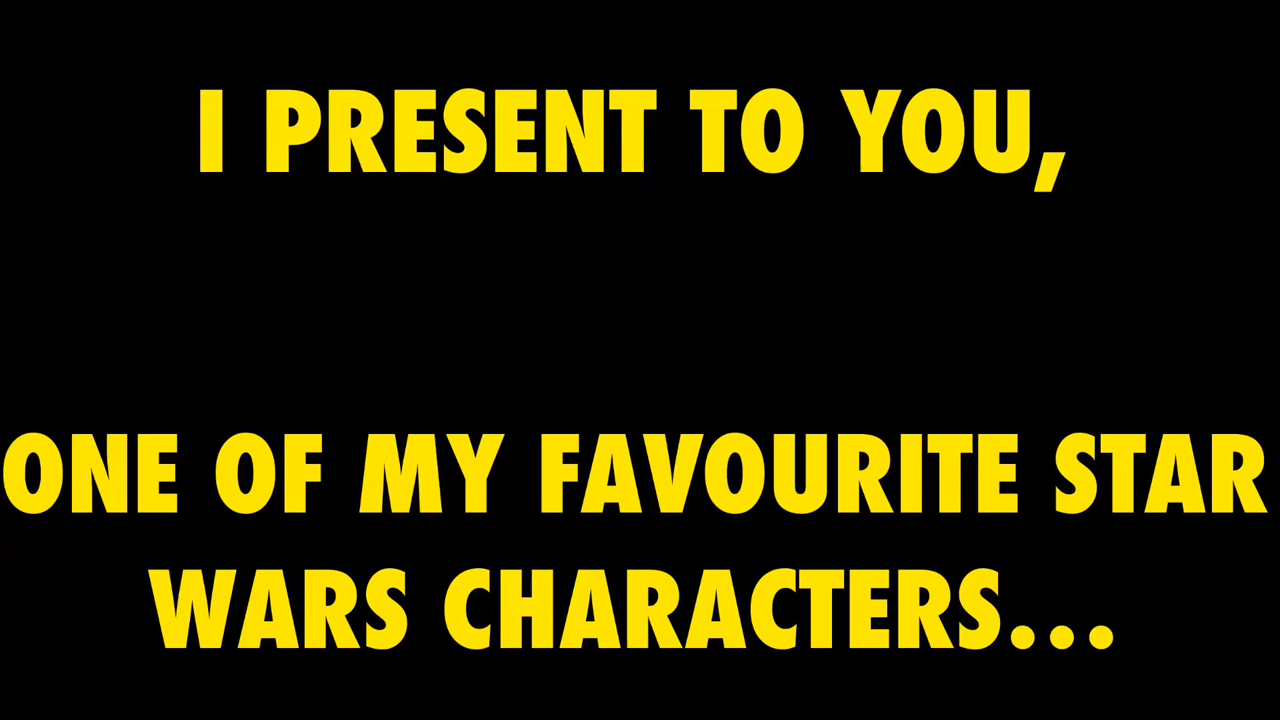 I PRESENT TO YOU,
ONE OF MY FAVOURITE STAR
WARS CHARACTERS...